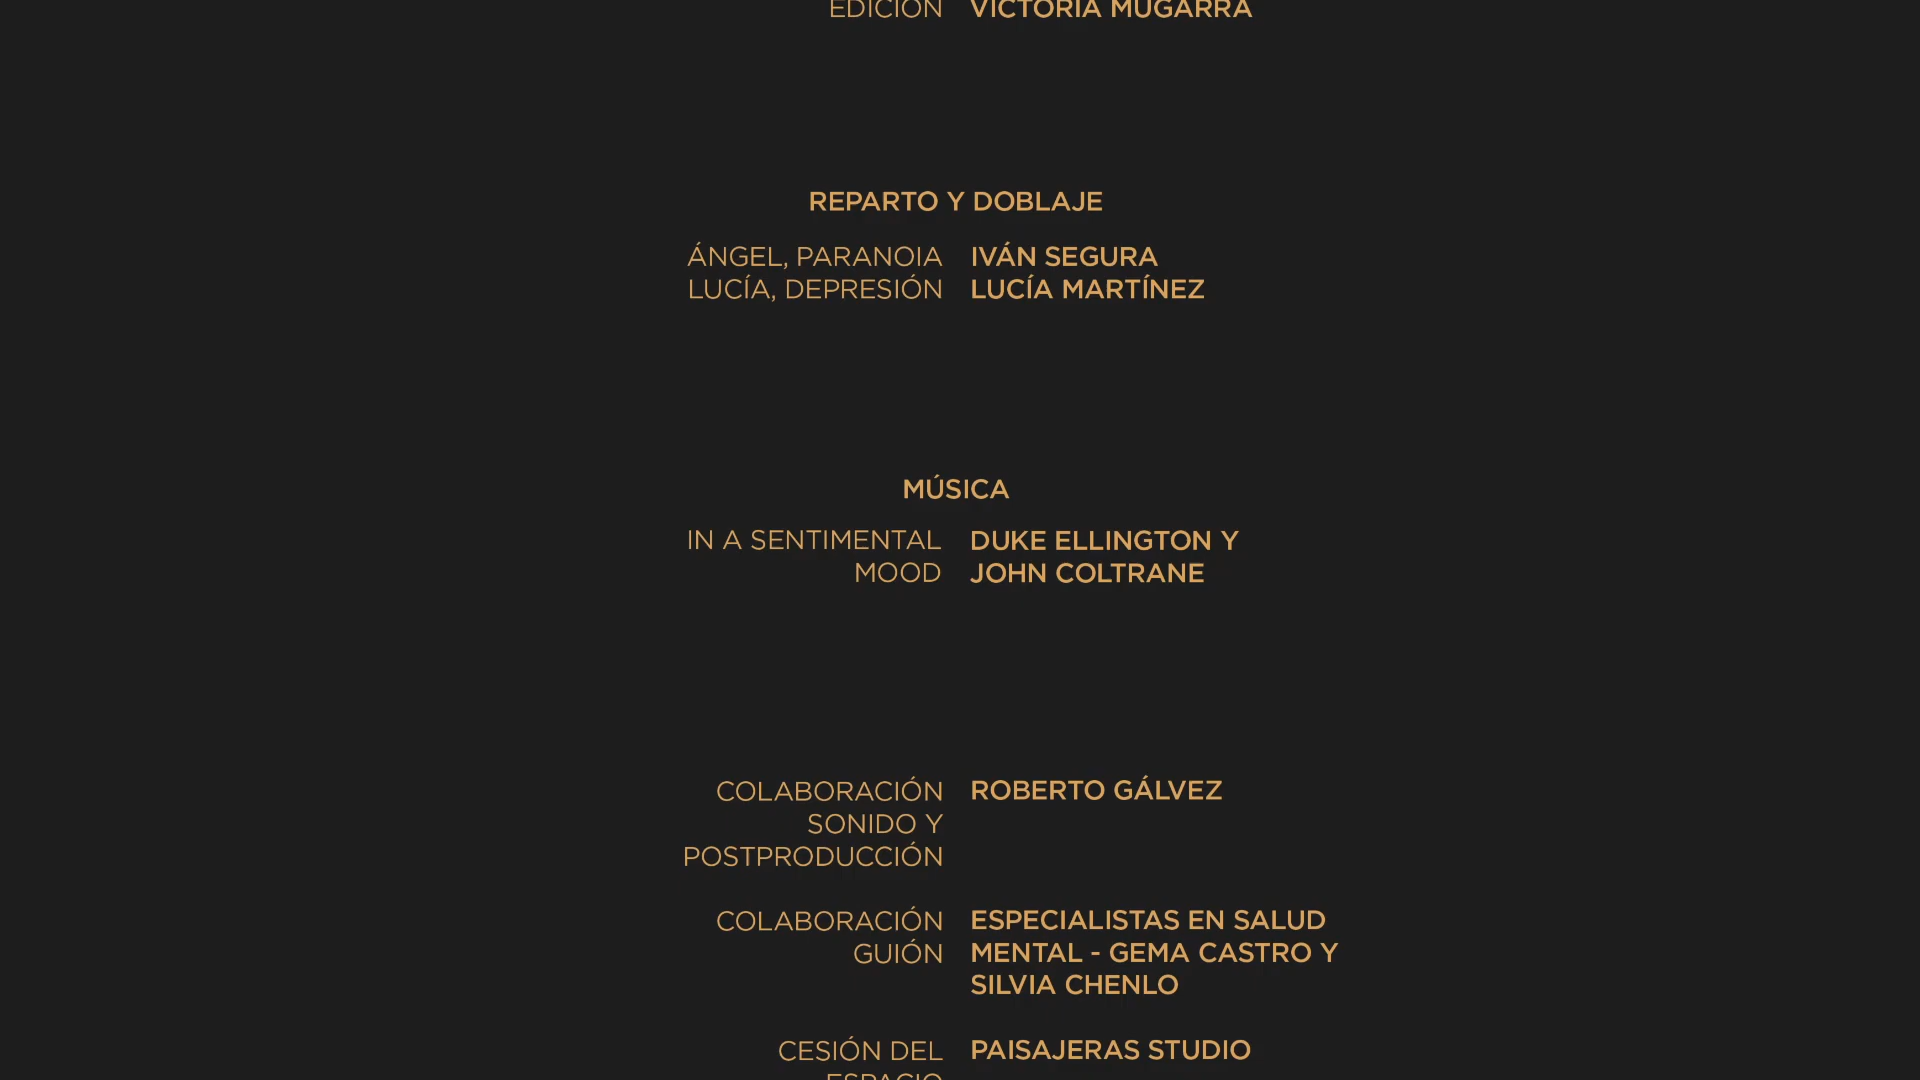 EDICIÓN VICTORIA MUGARRA
REPARTO Y DOBLAJE
ÁNGEL, PARANOIA IVÁN SEGURA
LUCÍA, DEPRESIÓN LUCÍA MARTÍNEZ
MÚSICA
IN A SENTIMENTAL DUKE ELLINGTON Y
MOOD JOHN COLTRANE
COLABORACIÓN ROBERTO GÁLVEZ
SONIDO Y
POSTPRODUCCIÓN
COLABORACIÓN ESPECIALISTAS EN SALUD
GUIÓN MENTAL - GEMA CASTRO Y
SILVIA CHENLO
CESIÓN DEL PAISAJERAS STUDIO
ESPACIO